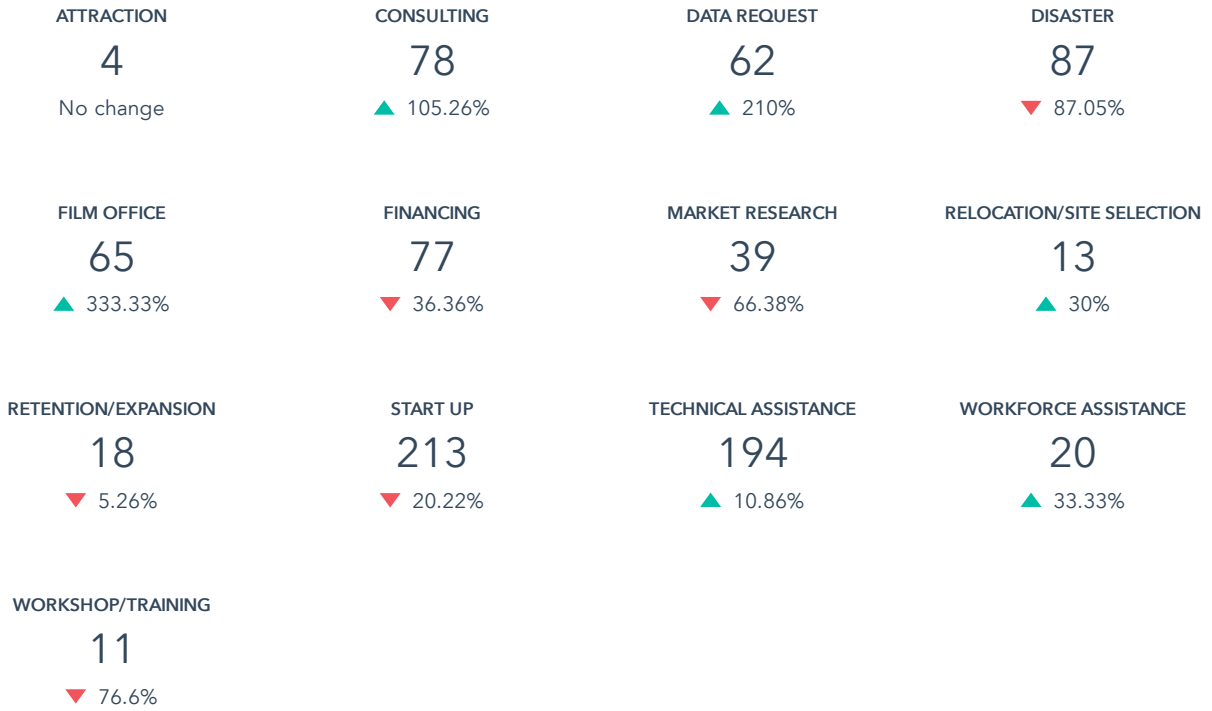 ATTRACTION
4
No change
CONSULTING
78
105.26%
DATA REQUEST
62
210%
DISASTER
87
87.05%
FILM OFFICE
65
333.33%
FINANCING
77
36.36%
MARKET RESEARCH
39
66.38%
RELOCATION/SITE SELECTION
13
30%
RETENTION/EXPANSION
18
5.26%
START UP
213
20.22%
TECHNICAL ASSISTANCE
194
10.86%
WORKFORCE ASSISTANCE
20
33.33%
WORKSHOP/TRAINING
11
76.6%